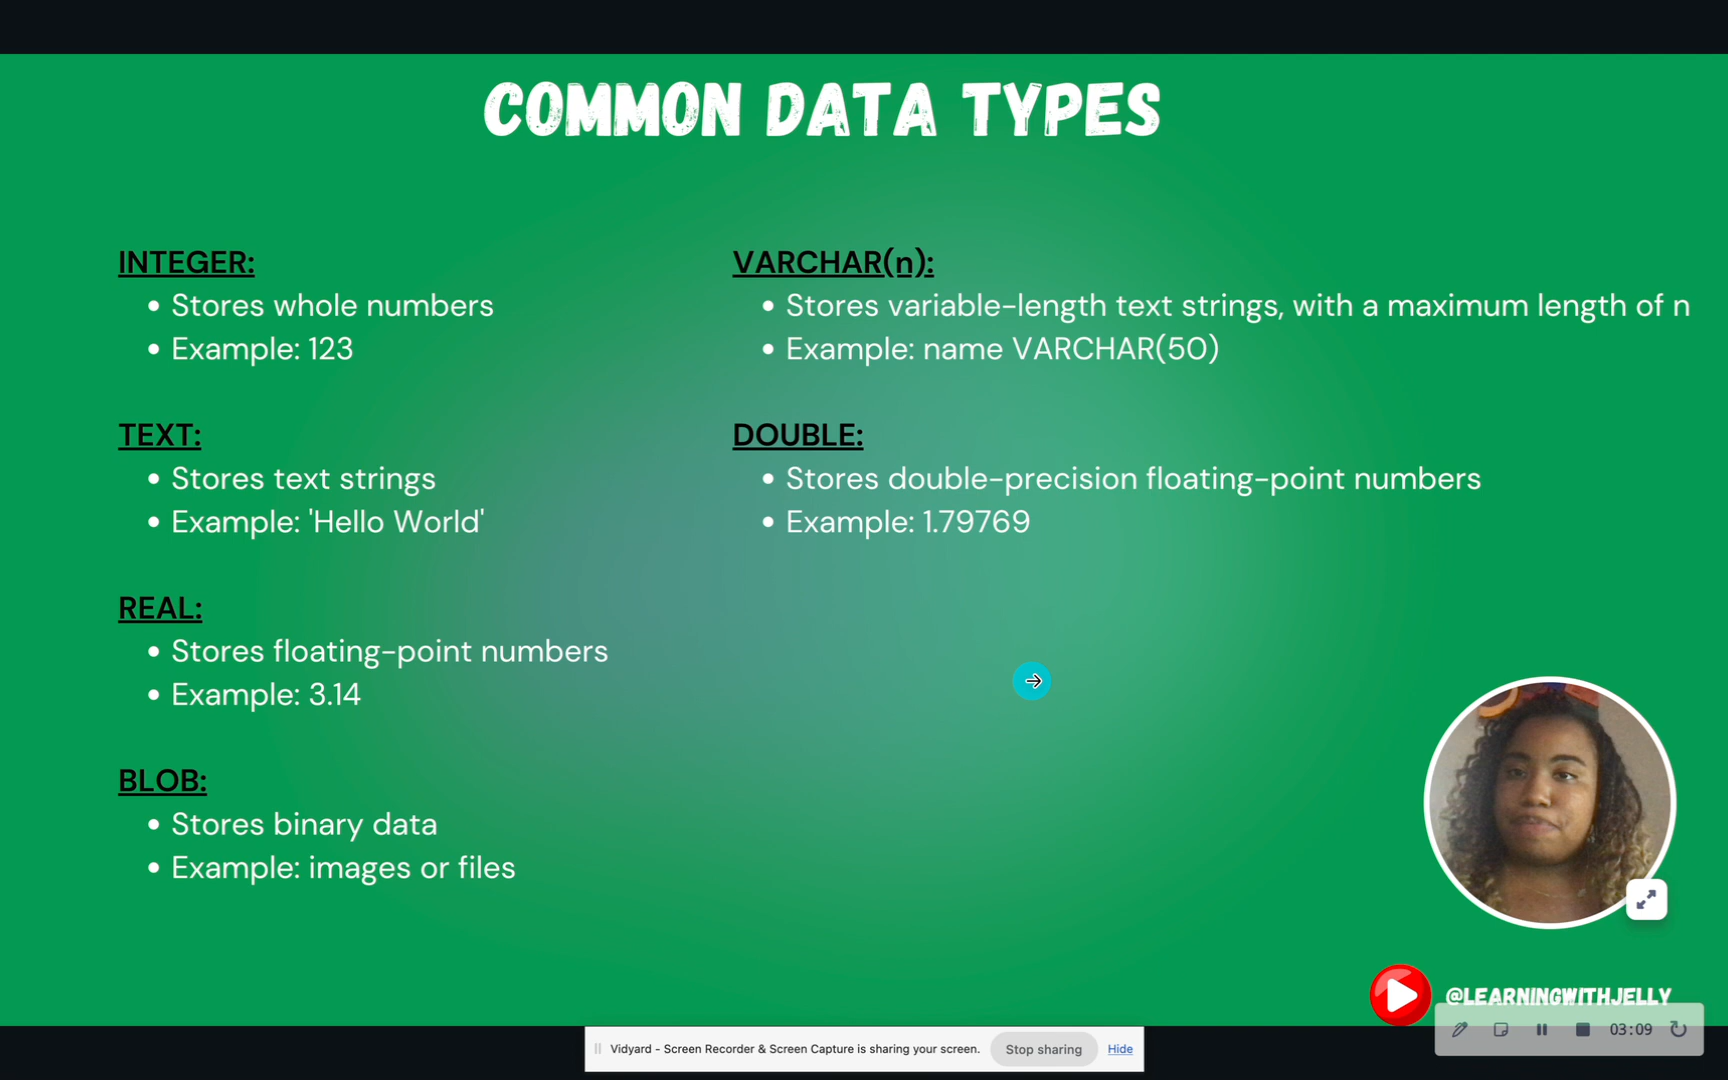 COMMON DATA TYPES
INTEGER:
• Stores whole numbers
• Example: 123
TEXT:
• Stores text strings
• Example: 'Hello World'
REAL:
• Stores floating-point numbers
• Example: 3.14
BLOB:
• Stores binary data
• Example: images or files
VARCHAR(n):
• Stores variable-length text strings, with a maximum length of n
• Example: name VARCHAR(50)
DOUBLE:
• Stores double-precision floating-point numbers
• Example: 1.79769
@LEARNINGWITHJELLY
03:09
Vidyard - Screen Recorder & Screen Capture is sharing your screen. Stop sharing Hide